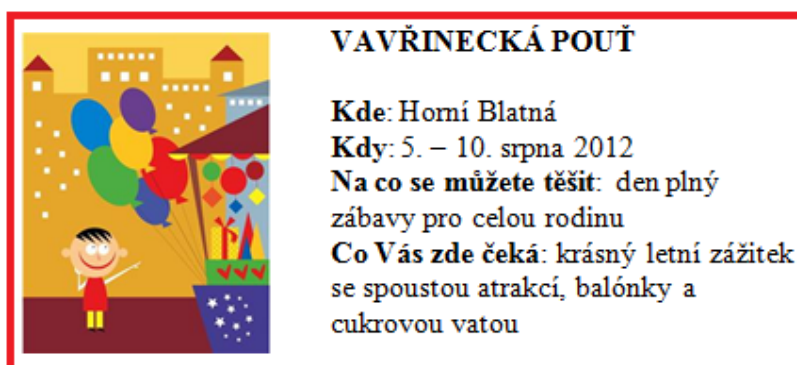 VAVŘINECKÁ POUŤ
Kde: Horní Blatná
Kdy: 5. – 10. srpna 2012
Na co se můžete těšit: den plný
zábavy pro celou rodinu
Co Vás zde čeká: krásný letní zážitek
se spoustou atrakcí, balónky a
cukrovou vatou